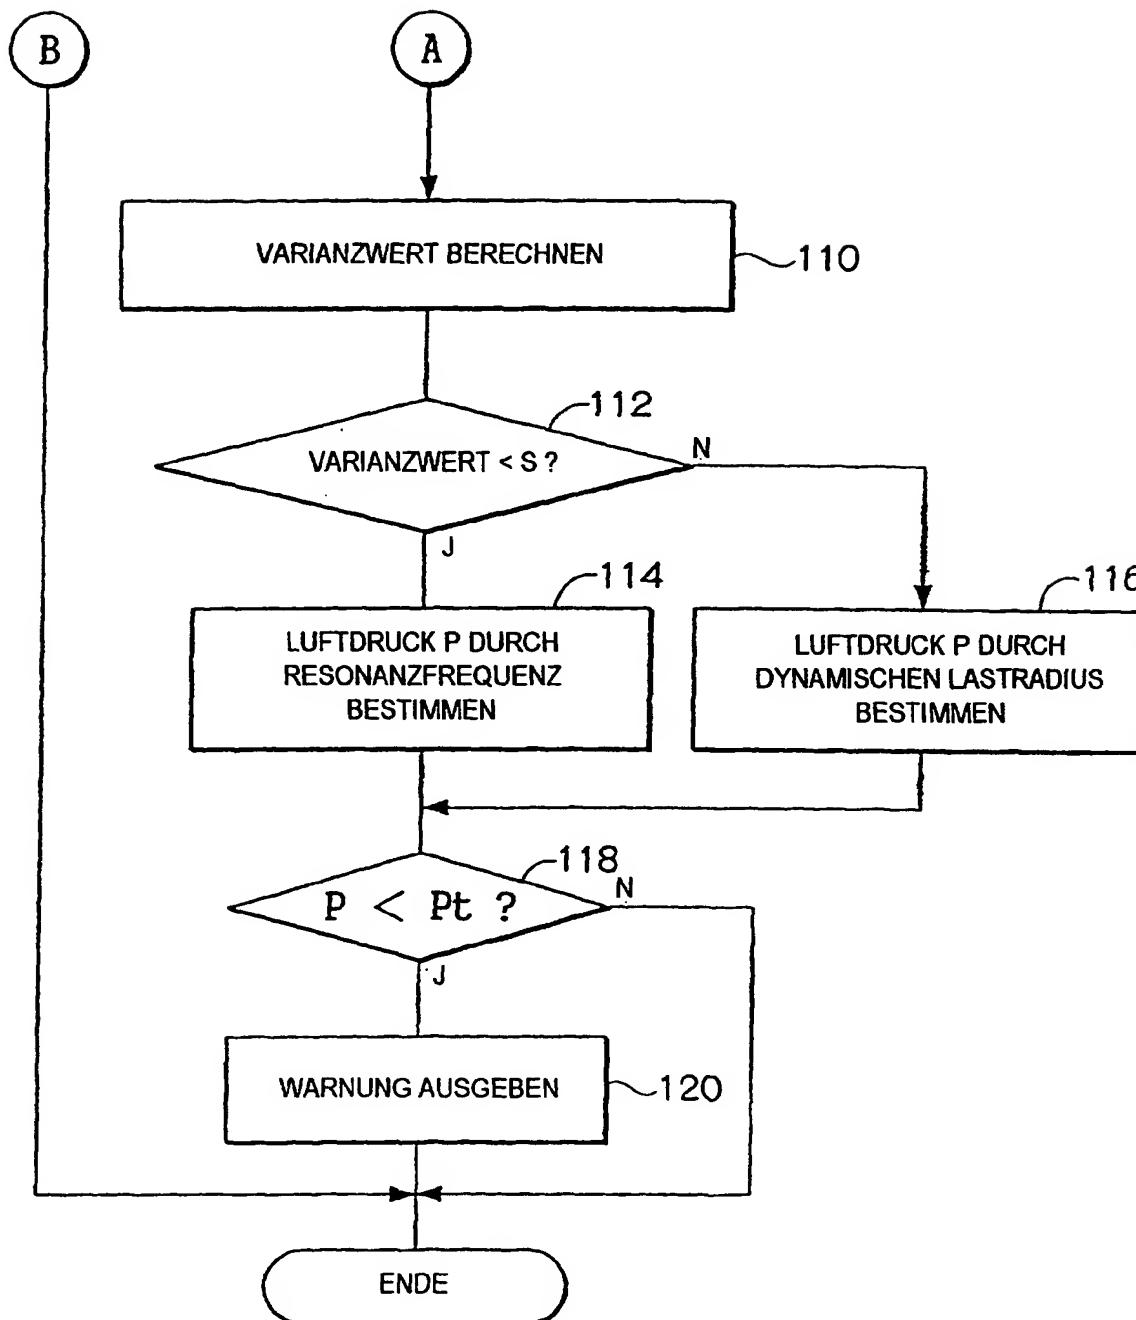 B
A
VARIANZWERT BERECHNEN
110
112
VARIANZWERT < S ?
N
J
114
116
LUFTDRUCK P DURCH
RESONANZFREQUENZ
BESTIMMEN
LUFTDRUCK P DURCH
DYNAMISCHEN LASTRADIUS
BESTIMMEN
118
P < Pt ?
N
J
WARNUNG AUSGEBEN
120
ENDE